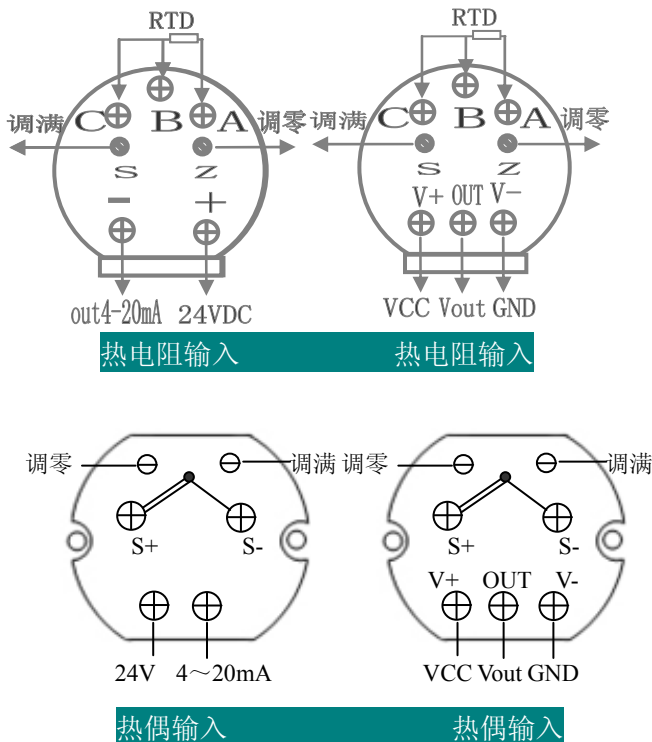 RTD RTD
调满 C B A 调零 调满 C B A 调零
S Z S Z
- + V+ OUT V-
out4-20mA 24VDC VCC Vout GND
热电阻输入 热电阻输入
调零 调满 调零 调满
S+ S- S+ S-
V+ OUT V-
24V 4～20mA VCC Vout GND
热偶输入 热偶输入